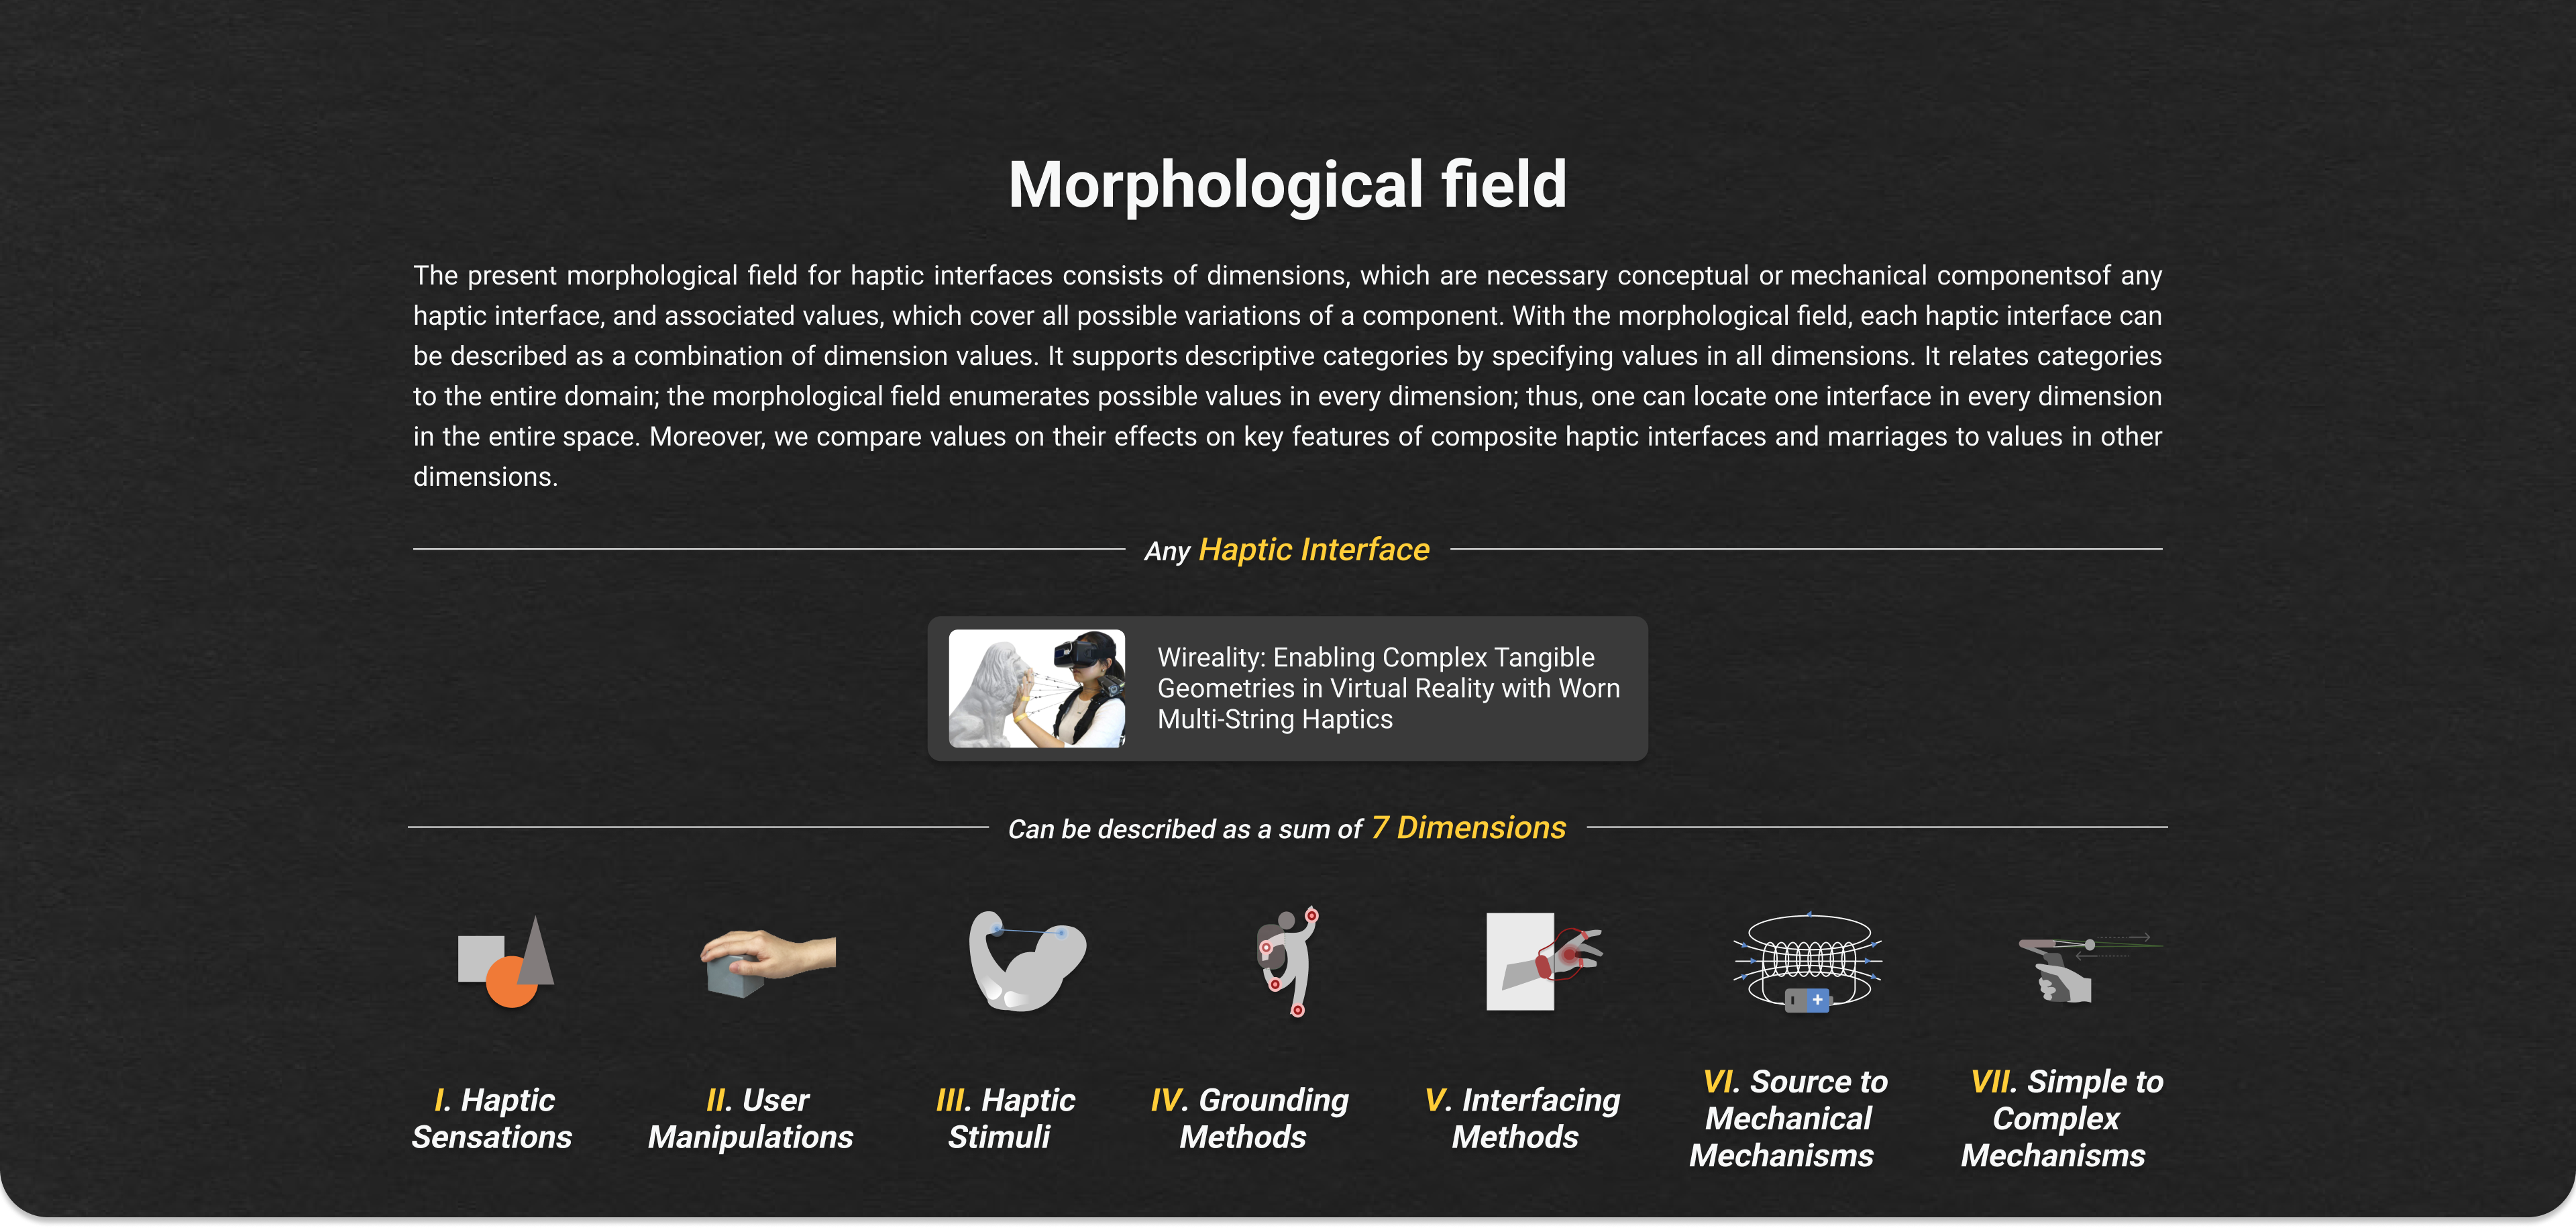 Morphological field
The present morphological field for haptic interfaces consists of dimensions, which are necessary conceptual or mechanical componentsof any
haptic interface, and associated values, which cover all possible variations of a component. With the morphological field, each haptic interface can
be described as a combination of dimension values. It supports descriptive categories by specifying values in all dimensions. It relates categories
to the entire domain; the morphological field enumerates possible values in every dimension; thus, one can locate one interface in every dimension
in the entire space. Moreover, we compare values on their effects on key features of composite haptic interfaces and marriages to values in other
dimensions.
Any Haptic Interface
Wireality: Enabling Complex Tangible
Geometries in Virtual Reality with Worn
Multi-String Haptics
Can be described as a sum of 7 Dimensions
I. Haptic
Sensations
II. User
Manipulations
III. Haptic
Stimuli
IV. Grounding
Methods
V. Interfacing
Methods
VI. Source to
Mechanical
Mechanisms
VII. Simple to
Complex
Mechanisms